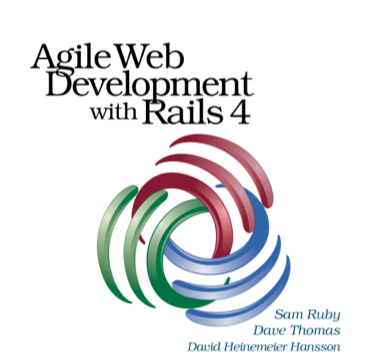 Agile Web
Development
with Rails 4
Sam Ruby
Dave Thomas
David Heinemeier Hansson